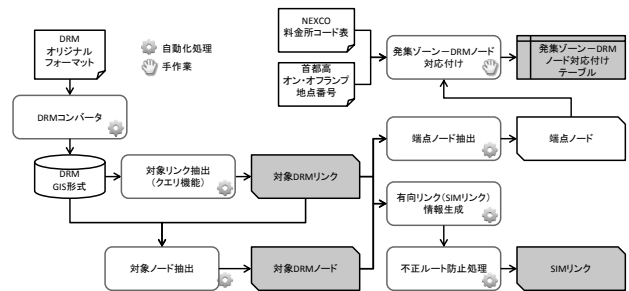 DRM
オリジナル
フォーマット
自動化処理
手作業
NEXCO
料金所コード表
首都高
オン・オフランプ
地点番号
発集ゾーン－DRMノード
対応付け
発集ゾーン－DRM
ノード対応付け
テーブル
DRMコンバータ
端点ノード抽出
端点ノード
DRM
GIS形式
対象リンク抽出
（クエリ機能）
対象DRMリンク
有向リンク（SIMリンク）
情報生成
対象ノード抽出
対象DRMノード
不正ルート防止処理
SIMリンク